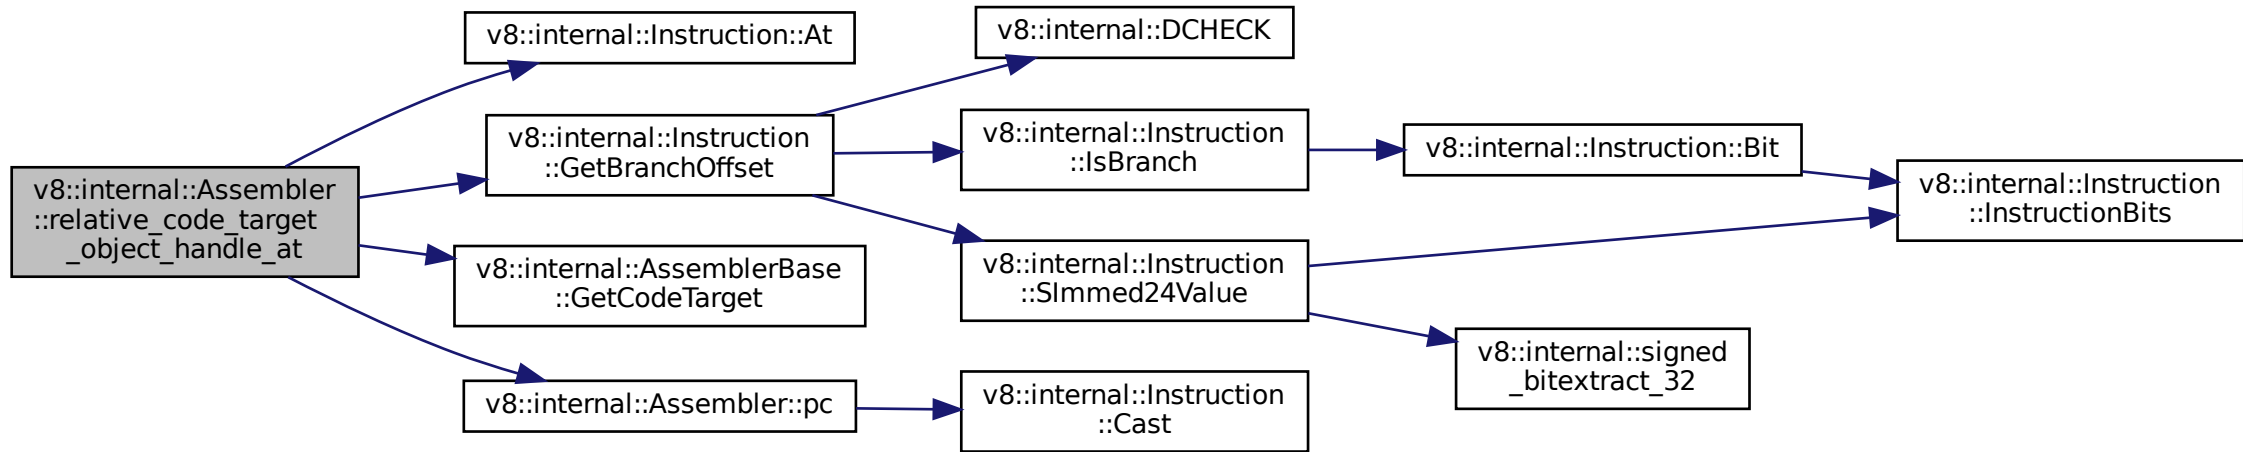 v8::internal::Assembler
::relative_code_target
_object_handle_at
v8::internal::Instruction::At
v8::internal::Instruction
::GetBranchOffset
v8::internal::AssemblerBase
::GetCodeTarget
v8::internal::Assembler::pc
v8::internal::DCHECK
v8::internal::Instruction
::IsBranch
v8::internal::Instruction
::SImmed24Value
v8::internal::Instruction
::Cast
v8::internal::Instruction::Bit
v8::internal::signed
_bitextract_32
v8::internal::Instruction
::InstructionBits